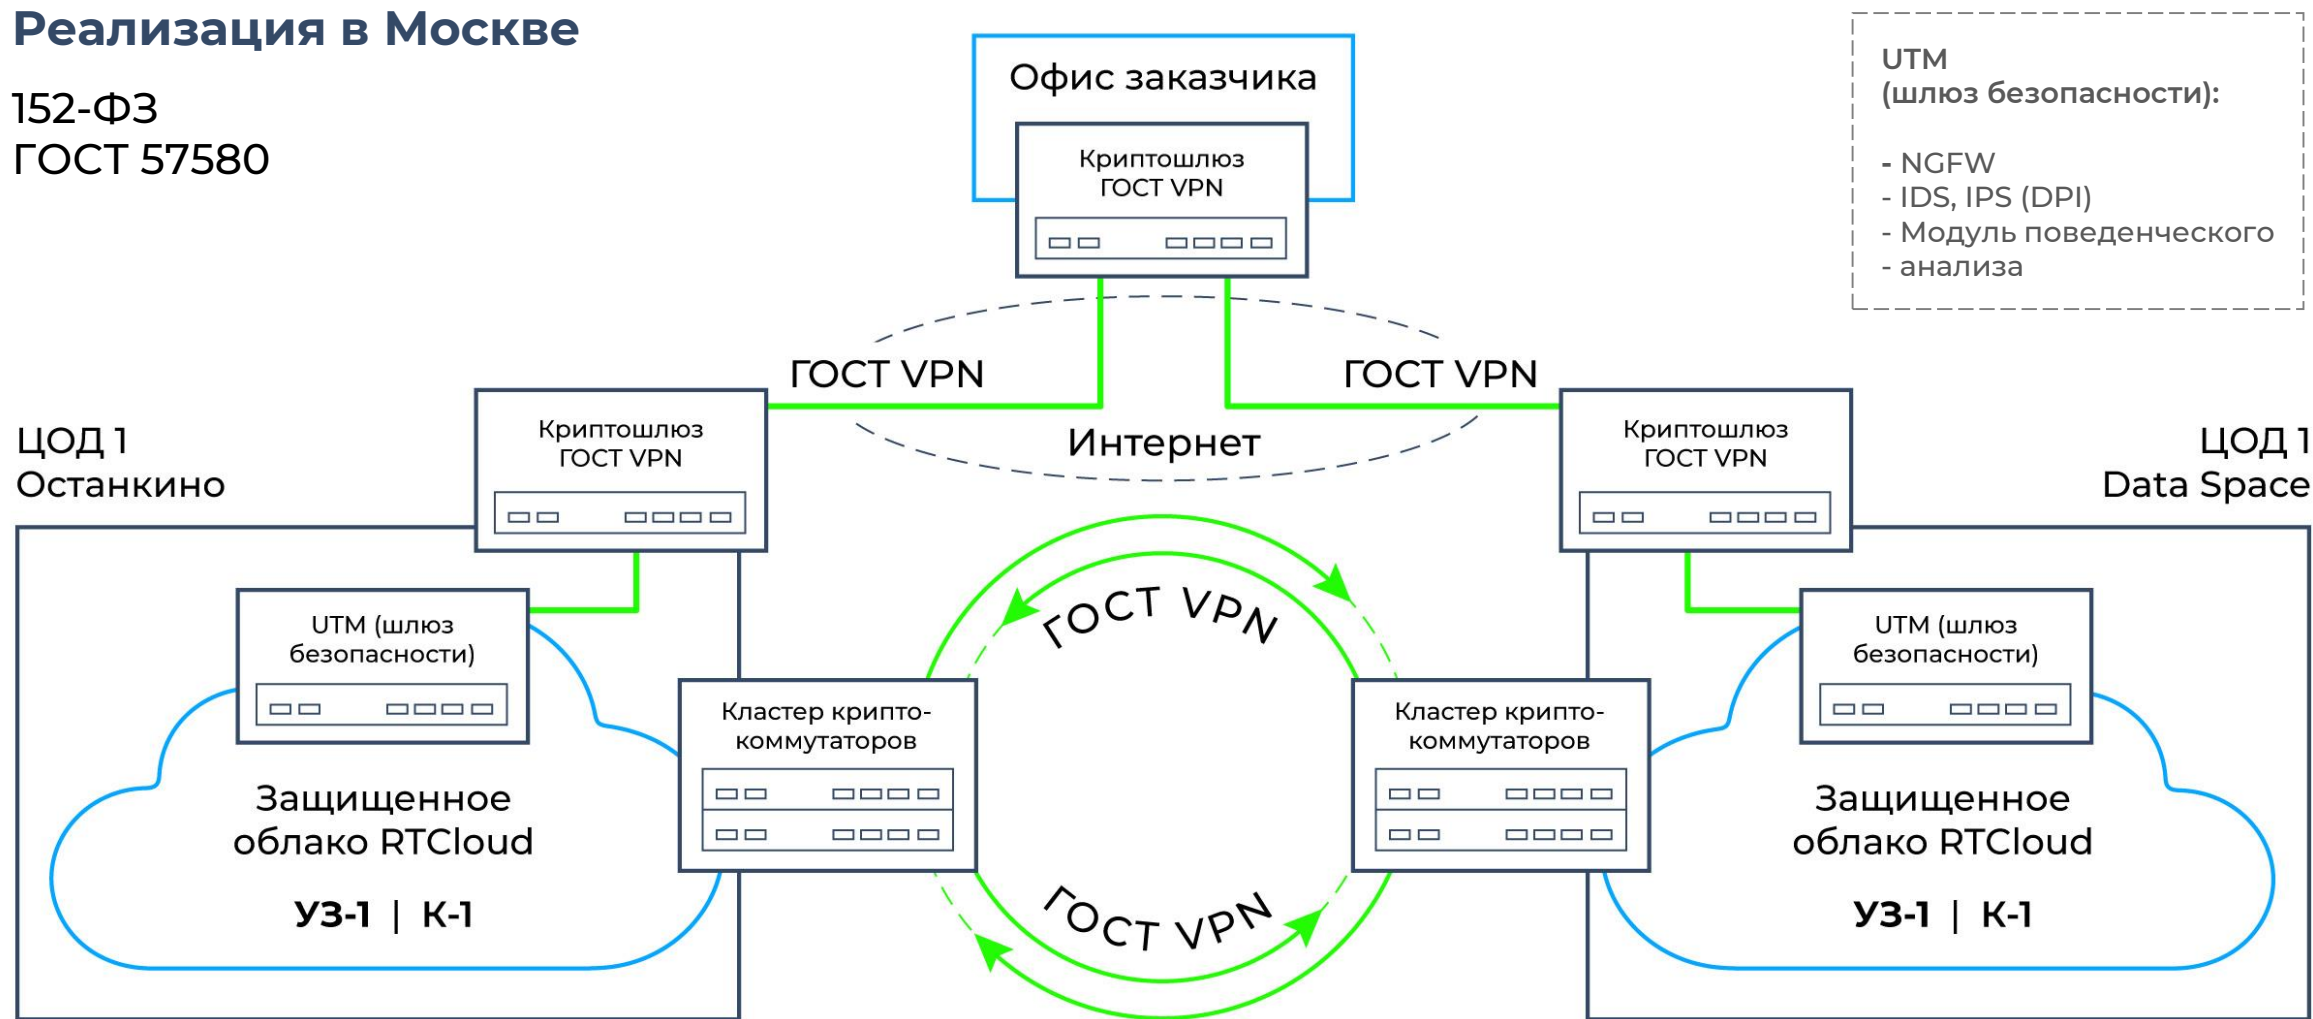 Реализация в Москве
152-ФЗ
ГОСТ 57580
Офис заказчика
Криптошлюз
ГОСТ VPN
UTM
(шлюз безопасности):
- NGFW
- IDS, IPS (DPI)
- Модуль поведенческого
- анализа
ГОСТ VPN
ГОСТ VPN
Интернет
ЦОД 1
Останкино
Криптошлюз
ГОСТ VPN
Криптошлюз
ГОСТ VPN
ЦОД 1
Data Space
UTM (шлюз
безопасности)
ГОСТ VPN
UTM (шлюз
безопасности)
Кластер крипто-
коммутаторов
Кластер крипто-
коммутаторов
Защищенное
облако RTCloud
УЗ-1 | К-1
ГОСТ VPN
Защищенное
облако RTCloud
УЗ-1 | К-1